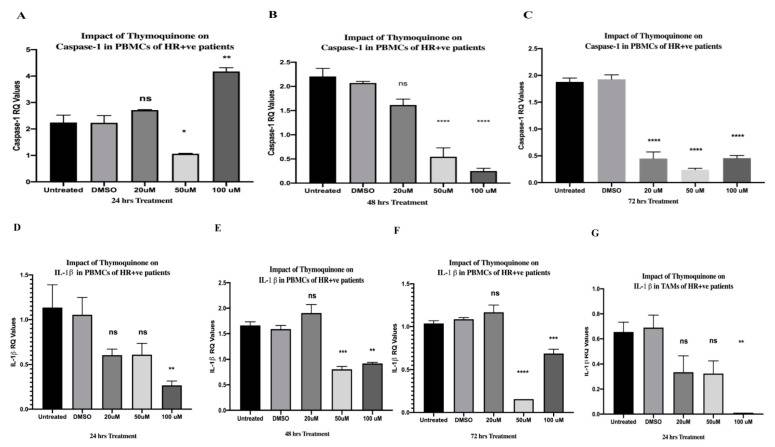 A
Impact of Thymoquinone on
Caspase-1 in PBMCs of HR+ve patients
Caspase-1 RQ Values
5
4
3
2
1
0
ns
*
**
Untreated DMSO 20uM 50uM 100 uM
24 hrs Treatment
B
Impact of Thymoquinone on
Caspase-1 in PBMCs of HR+ve patients
Caspase-1 RQ Values
2.5
2.0
1.5
1.0
0.5
0.0
ns
****
****
Untreated DMSO 20uM 50uM 100 uM
48 hrs Treatment
C
Impact of Thymoquinone on
Caspase-1 in PBMCs of HR+ve patients
Caspase-1 RQ Values
2.5
2.0
1.5
1.0
0.5
0.0
****
****
****
Untreated DMSO 20 uM 50 uM 100 uM
72 hrs Treatment
D
Impact of Thymoquinone on
IL-1β in PBMCs of HR+ve patients
IL-1β RQ Values
1.5
1.0
0.5
0.0
ns
ns
**
Untreated DMSO 20uM 50uM 100 uM
24 hrs Treatment
E
Impact of Thymoquinone on
IL-1 β in PBMCs of HR+ve patients
IL-1β RQ Values
2.5
2.0
1.5
1.0
0.5
0.0
ns
***
**
Untreated DMSO 20uM 50uM 100 uM
48 hrs Treatment
F
Impact of Thymoquinone on
IL-1 β in PBMCs of HR+ve patients
IL-1β RQ Values
1.5
1.0
0.5
0.0
ns
****
***
Untreated DMSO 20uM 50uM 100 uM
72 hrs Treatment
G
Impact of Thymoquinone on
IL-1 β in TAMs of HR+ve patients
IL-1β RQ Values
1.0
0.8
0.6
0.4
0.2
0.0
ns
ns
**
Untreated DMSO 20uM 50uM 100 uM
24 hrs Treatment